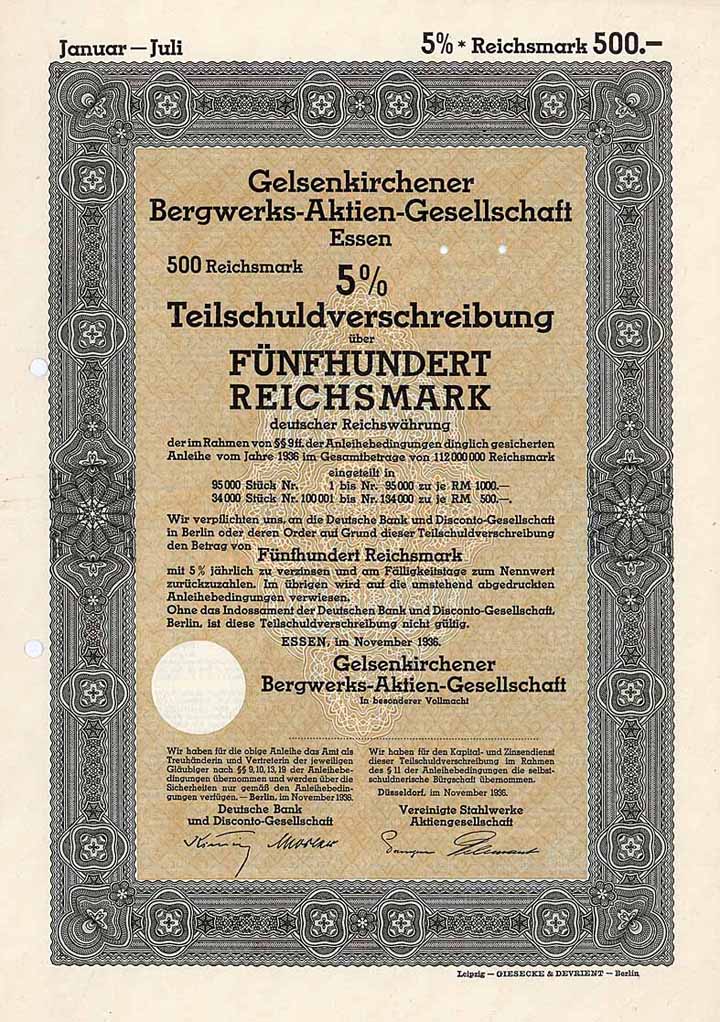 Januar — Juli
5% * Reichsmark 500.—
Gelsenkirchener
Bergwerks-Aktien-Gesellschaft
Essen
500 Reichsmark
5%
Teilschuldverschreibung
über
FÜNFHUNDERT
REICHSMARK
deutscher Reichswährung
der im Rahmen von §§ 9 ff. der Anleihebedingungen dinglich gesicherten
Anleihe vom Jahre 1936 im Gesamtbetrage von 112 000 000 Reichsmark
eingeteilt in
95 000 Stück Nr. 1 bis Nr. 95 000 zu je RM 1000.—
34 000 Stück Nr. 100 001 bis Nr. 134 000 zu je RM 500.—.
Wir verpflichten uns, an die Deutsche Bank und Disconto-Gesellschaft
in Berlin oder deren Order auf Grund dieser Teilschuldverschreibung
den Betrag von
Fünfhundert Reichsmark
mit 5% jährlich zu verzinsen und am Fälligkeitstage zum Nennwert
zurückzuzahlen. Im übrigen wird auf die umstehend abgedruckten
Anleihebedingungen verwiesen.
Ohne das Indossament der Deutschen Bank und Disconto-Gesellschaft,
Berlin, ist diese Teilschuldverschreibung nicht gültig.
ESSEN, im November 1936.
Gelsenkirchener
Bergwerks-Aktien-Gesellschaft
In besonderer Vollmacht
Wir haben für die obige Anleihe das Amt als
Treuhänderin und Vertreterin der jeweiligen
Gläubiger nach §§ 9, 10, 13, 19 der Anleihebe-
dingungen übernommen und werden über die
Sicherheiten nur gemäß den Anleihebedin-
gungen verfügen. — Berlin, im November 1936.
Deutsche Bank
und Disconto-Gesellschaft
Wir haben für den Kapital- und Zinsendienst
dieser Teilschuldverschreibung im Rahmen
des § 11 der Anleihebedingungen die selbst-
schuldnerische Bürgschaft übernommen.
Düsseldorf, im November 1936.
Vereinigte Stahlwerke
Aktiengesellschaft
Leipzig — GIESECKE & DEVRIENT — Berlin